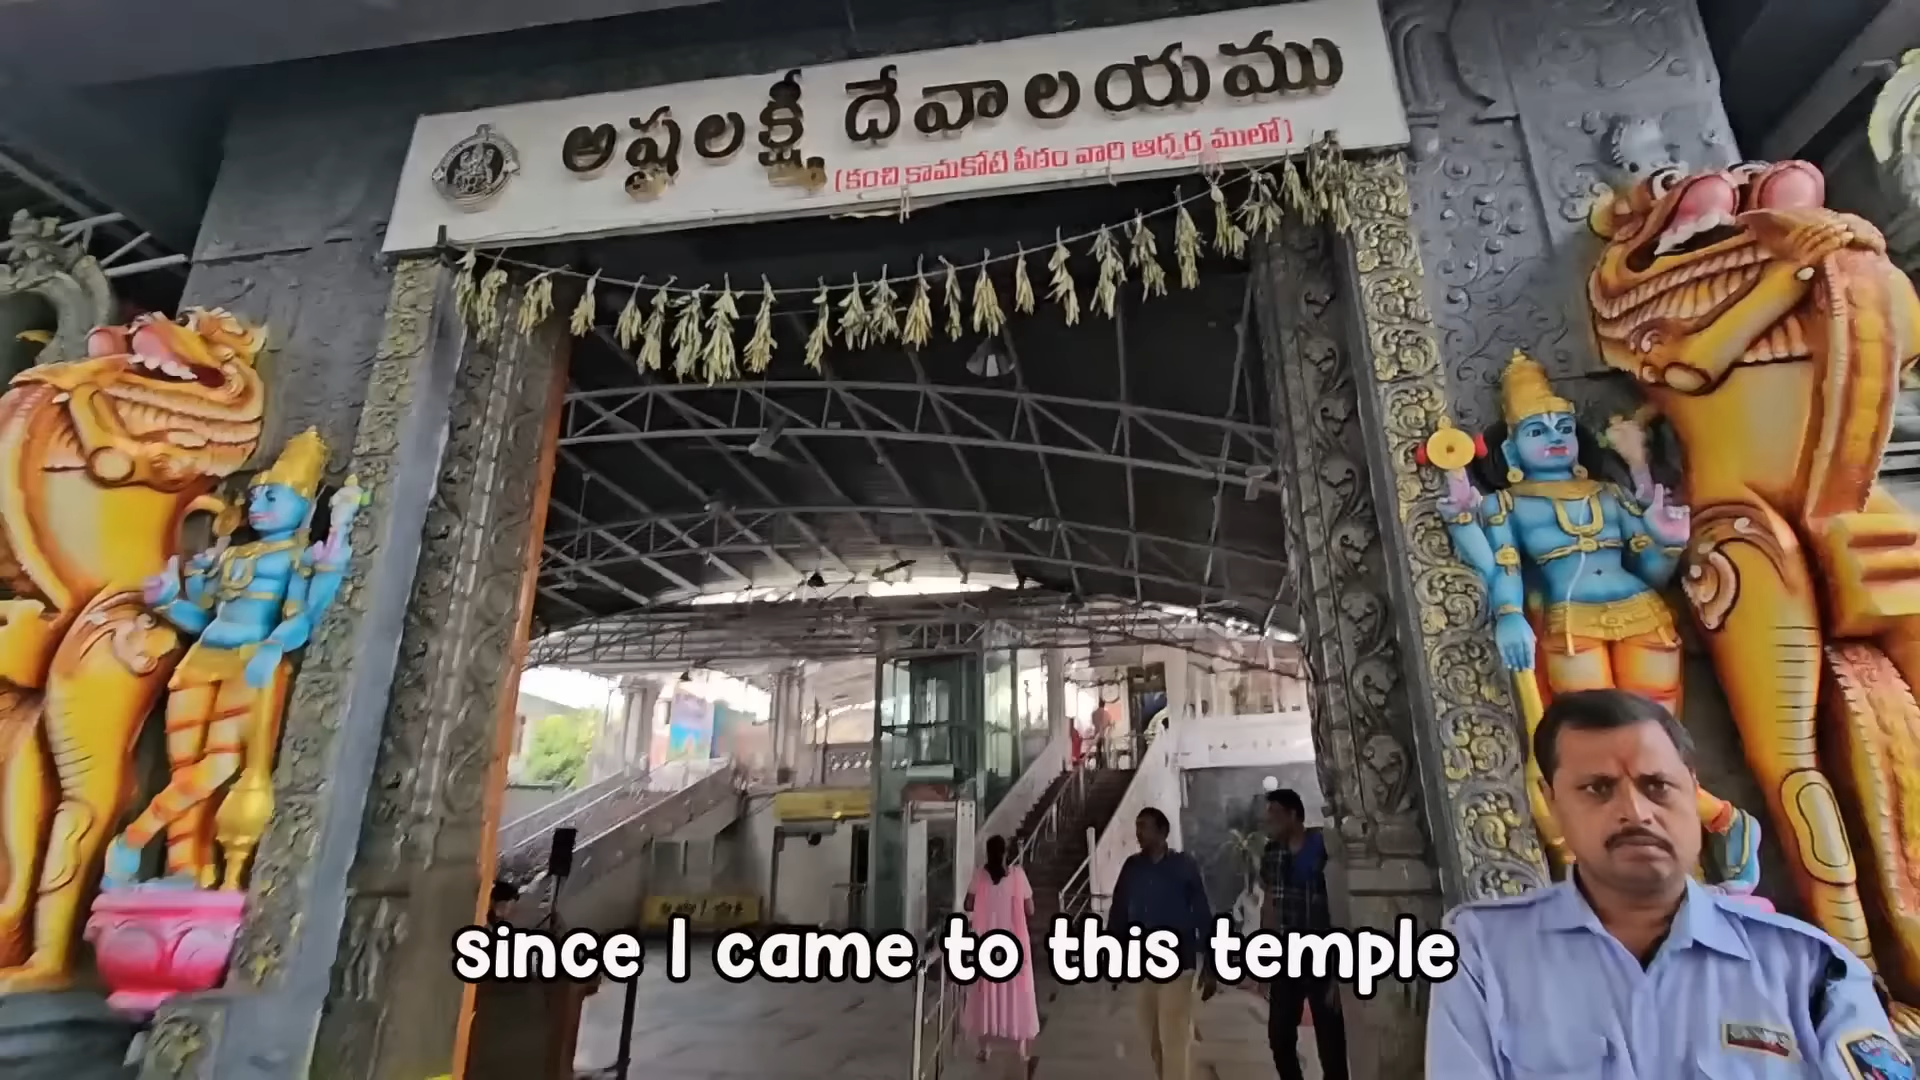 అష్టలక్ష్మీ దేవాలయము
(కంచి కామకోటి పీఠం వారి ఆధ్వర్యములో)
since I came to this temple